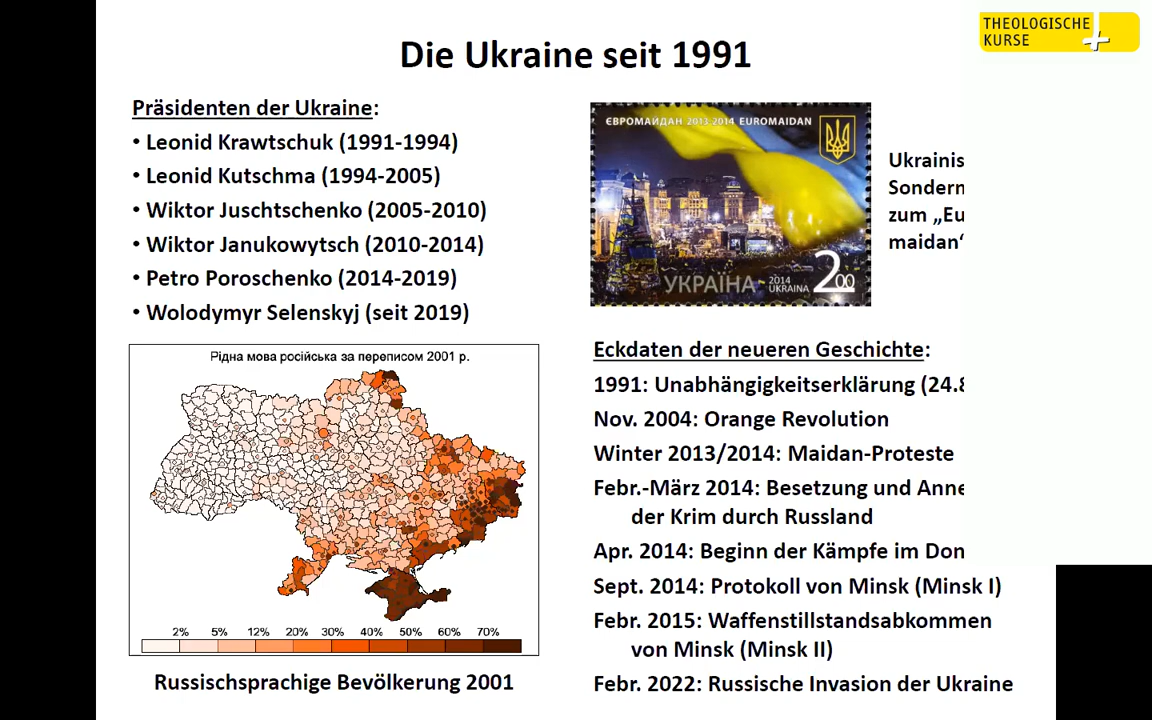 THEOLOGISCHE
KURSE
Die Ukraine seit 1991
Präsidenten der Ukraine:
• Leonid Krawtschuk (1991-1994)
• Leonid Kutschma (1994-2005)
• Wiktor Juschtschenko (2005-2010)
• Wiktor Janukowytsch (2010-2014)
• Petro Poroschenko (2014-2019)
• Wolodymyr Selenskyj (seit 2019)
ЄВРОМАЙДАН 2013-2014 EUROMAIDAN
УКРАЇНА
2014
UKRAINA
2 00
Ukrainis
Sondern
zum „Eu
maidan“
Рідна мова російська за переписом 2001 р.
2% 5% 12% 20% 30% 40% 50% 60% 70%
Russischsprachige Bevölkerung 2001
Eckdaten der neueren Geschichte:
1991: Unabhängigkeitserklärung (24.8
Nov. 2004: Orange Revolution
Winter 2013/2014: Maidan-Proteste
Febr.-März 2014: Besetzung und Anne
der Krim durch Russland
Apr. 2014: Beginn der Kämpfe im Don
Sept. 2014: Protokoll von Minsk (Minsk I)
Febr. 2015: Waffenstillstandsabkommen
von Minsk (Minsk II)
Febr. 2022: Russische Invasion der Ukraine